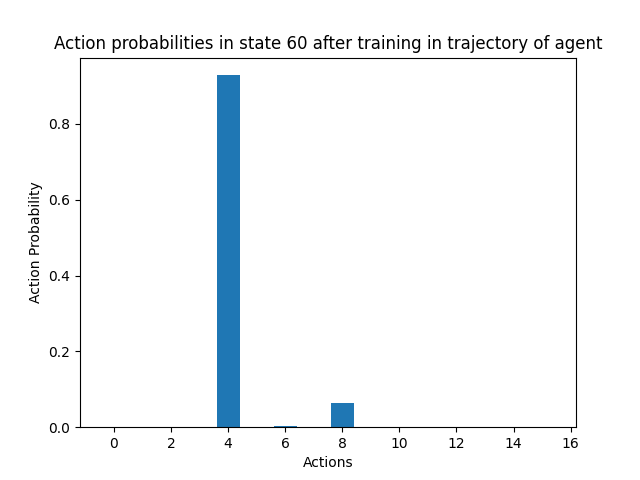 Action probabilities in state 60 after training in trajectory of agent
Action Probability
0.8
0.6
0.4
0.2
0.0
0 2 4 6 8 10 12 14 16
Actions